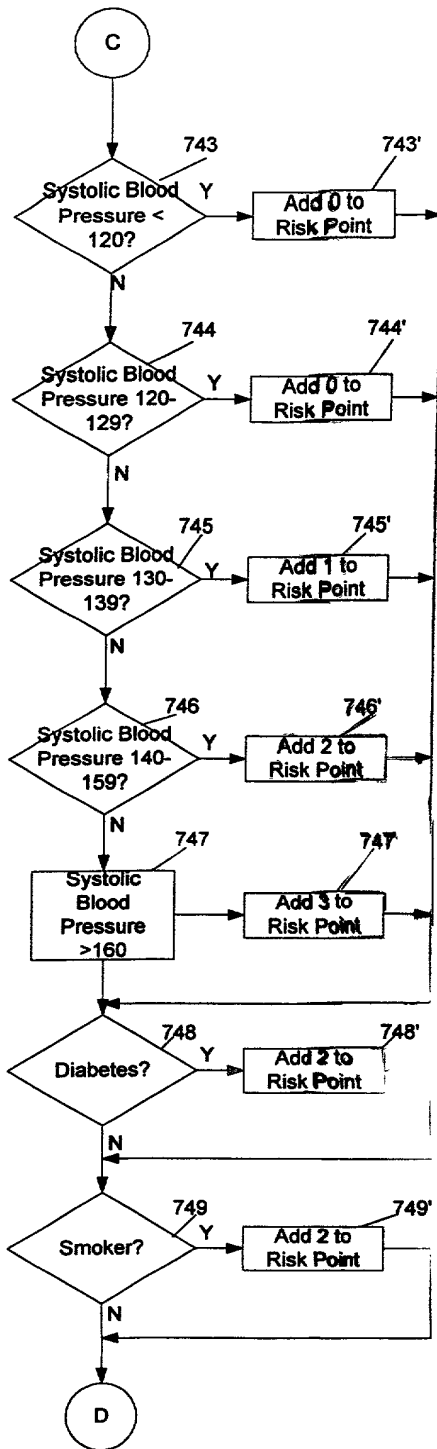 C
743
Systolic Blood
Pressure <
120?
Y
743'
Add 0 to
Risk Point
N
744
Systolic Blood
Pressure 120-
129?
Y
744'
Add 0 to
Risk Point
N
745
Systolic Blood
Pressure 130-
139?
Y
745'
Add 1 to
Risk Point
N
746
Systolic Blood
Pressure 140-
159?
Y
746'
Add 2 to
Risk Point
N
747
Systolic
Blood
Pressure
>160
747'
Add 3 to
Risk Point
748
Diabetes?
Y
748'
Add 2 to
Risk Point
N
749
Smoker?
Y
749'
Add 2 to
Risk Point
N
D